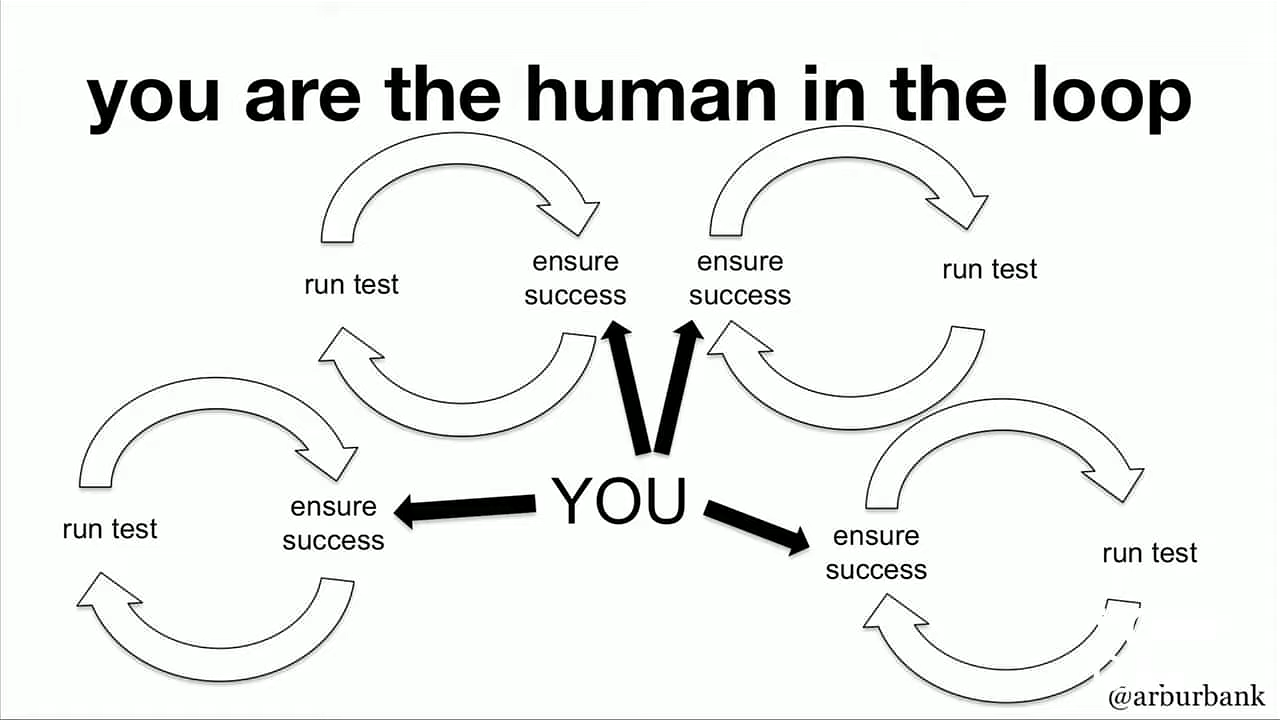 you are the human in the loop
run test
ensure
success
ensure
success
run test
run test
ensure
success
YOU
ensure
success
run test
@arburbank